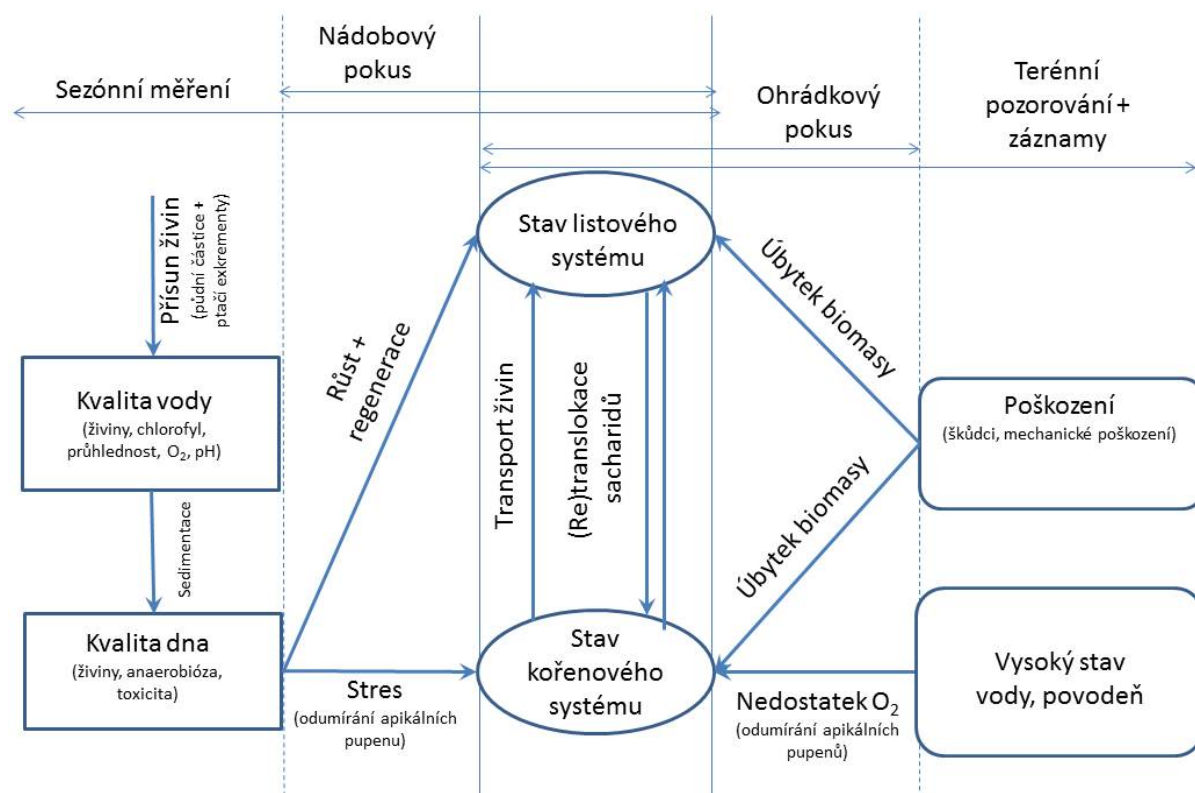 Nádobový
pokus
Sezónní měření
Ohrádkový
pokus
Terénní
pozorování +
záznamy
Přísun živin
(půdní částice +
ptačí exkrementy)
Stav listového
systému
Růst +
regenerace
Transport živin
(Re)translokace
sacharidů
Úbytek biomasy
Kvalita vody
(živiny, chlorofyl,
průhlednost, O₂, pH)
Poškození
(škůdci, mechanické poškození)
Sedimentace
Úbytek biomasy
Kvalita dna
(živiny, anaerobióza,
toxicita)
Stres
(odumírání apikálních
pupenu)
Stav
kořenového
systému
Nedostatek O₂
(odumírání apikálních
pupenů)
Vysoký stav
vody, povodeň